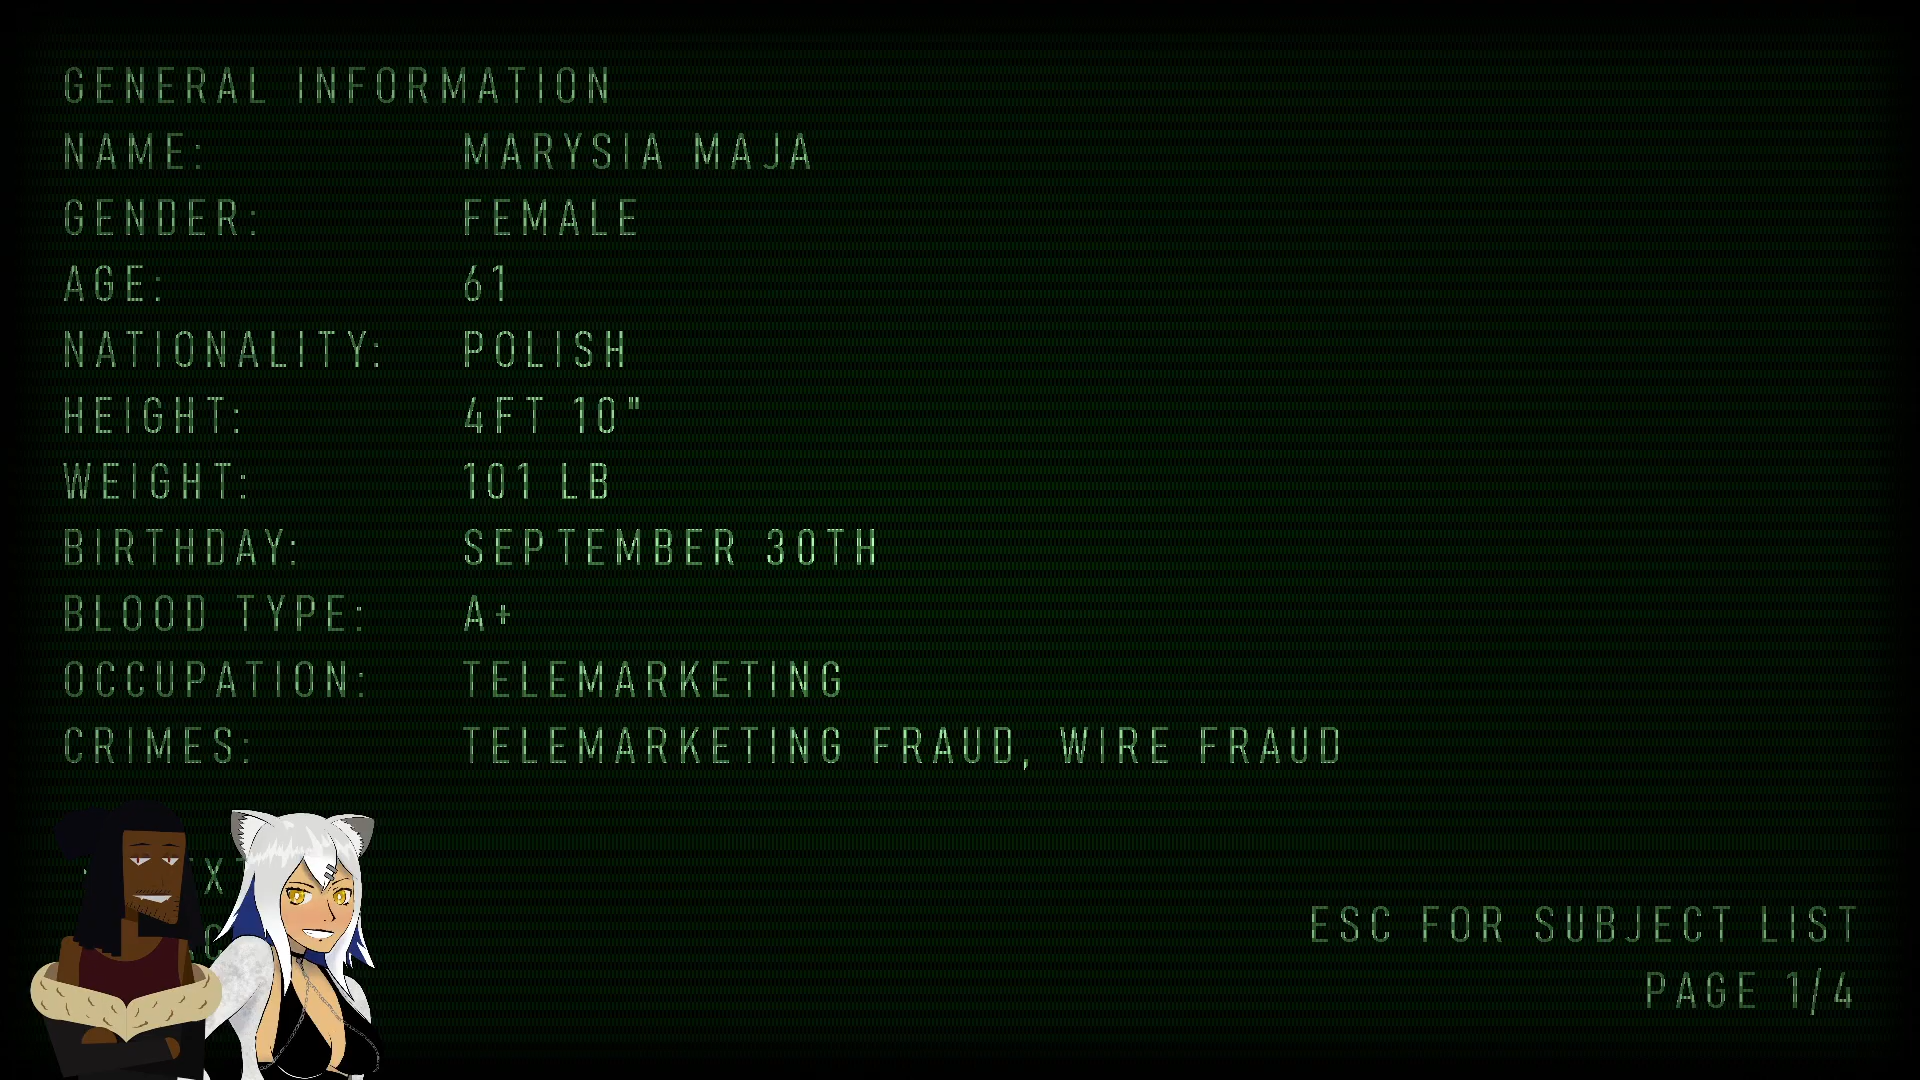 GENERAL INFORMATION
NAME: MARYSIA MAJA
GENDER: FEMALE
AGE: 61
NATIONALITY: POLISH
HEIGHT: 4FT 10"
WEIGHT: 101 LB
BIRTHDAY: SEPTEMBER 30TH
BLOOD TYPE: A+
OCCUPATION: TELEMARKETING
CRIMES: TELEMARKETING FRAUD, WIRE FRAUD
ESC FOR SUBJECT LIST
PAGE 1/4